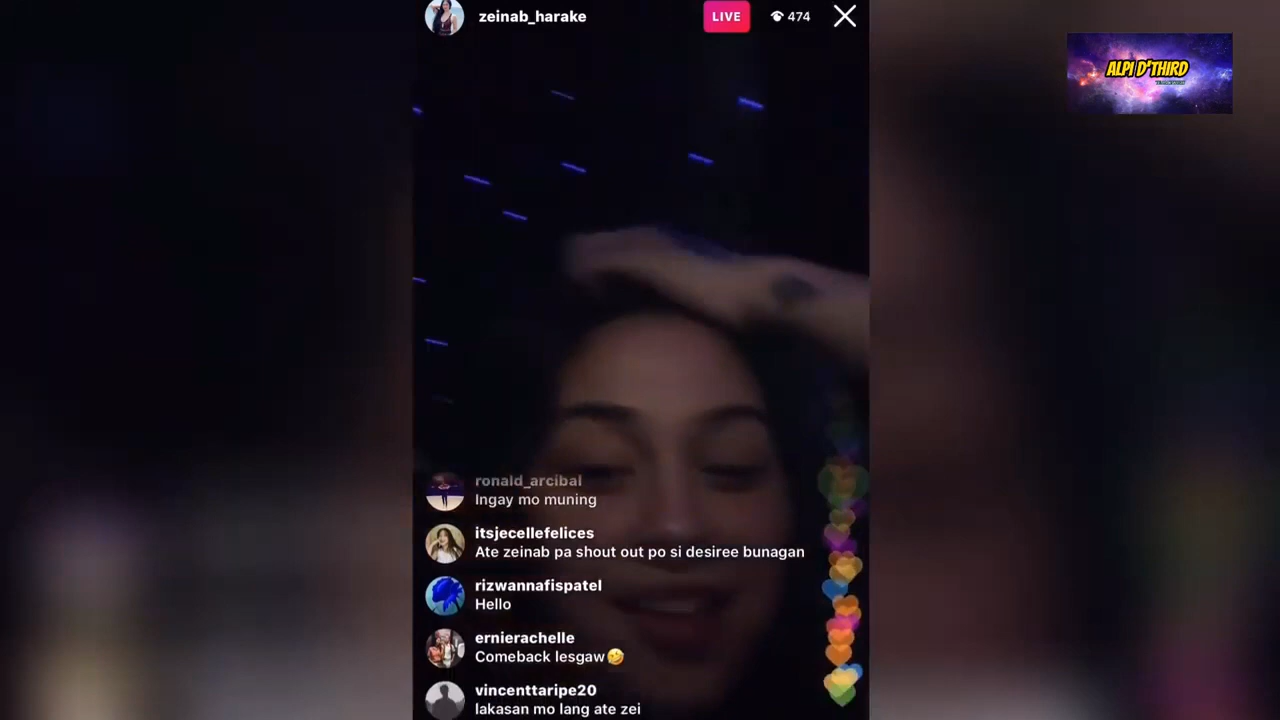 zeinab_harake
LIVE
474
ALPI D'THIRD
ronald_arcibal
Ingay mo muning
itsjecellefelices
Ate zeinab pa shout out po si desiree bunagan
rizwannafispatel
Hello
ernierachelle
Comeback lesgaw🤣
vincenttaripe20
lakasan mo lang ate zei